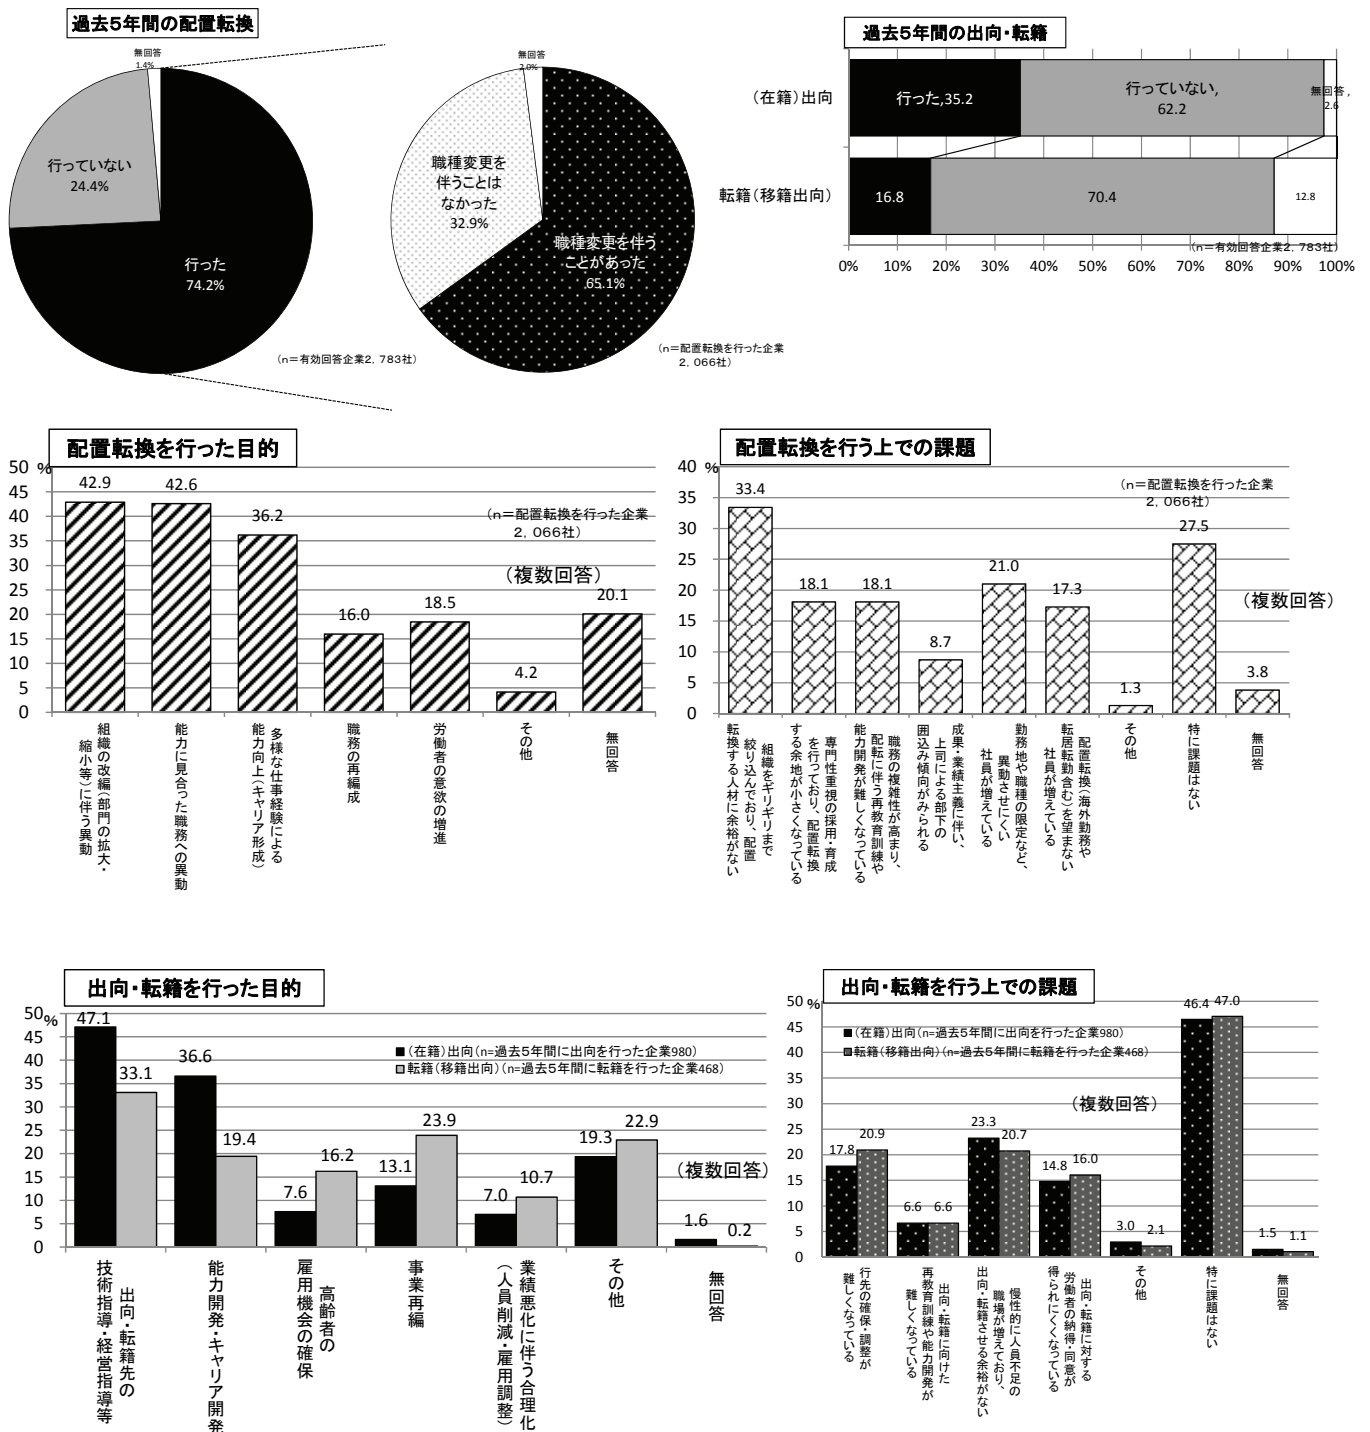 過去５年間の配置転換
無回答
1.4%
行っていない
24.4%
行った
74.2%
（n＝有効回答企業2，783社）
無回答
2.0%
職種変更を
伴うことは
なかった
32.9%
職種変更を伴う
ことがあった
65.1%
（n＝配置転換を行った企業
2，066社）
過去５年間の出向・転籍
（在籍）出向
行った,35.2
行っていない,
62.2
無回答,
2.6
転籍（移籍出向）
16.8
70.4
12.8
（n＝有効回答企業2，783社）
0% 10% 20% 30% 40% 50% 60% 70% 80% 90% 100%
配置転換を行った目的
%
50
45
40
35
30
25
20
15
10
5
0
42.9
42.6
36.2
16.0
18.5
4.2
20.1
（n＝配置転換を行った企業
2，066社）
（複数回答）
組織の改編（部門の拡大・
縮小等）に伴う異動
能力に見合った職務への異動
多様な仕事経験による
能力向上（キャリア形成）
職務の再編成
労働者の意欲の増進
その他
無回答
配置転換を行う上での課題
%
40
35
30
25
20
15
10
5
0
33.4
18.1
18.1
8.7
21.0
17.3
1.3
27.5
3.8
（n＝配置転換を行った企業
2，066社）
（複数回答）
組織をギリギリまで
絞り込んでおり、配置
転換する人材に余裕がない
専門性重視の採用・育成
を行っており、配置転換
する余地が小さくなっている
職務の複雑性が高まり、
配転に伴う再教育訓練や
能力開発が難しくなっている
成果・業績主義に伴い、
上司による部下の
囲込み傾向がみられる
勤務地や職種の限定など、
異動させにくい
社員が増えている
配置転換（海外勤務や
転居転勤含む）を望まない
社員が増えている
その他
特に課題はない
無回答
出向・転籍を行った目的
%
50
45
40
35
30
25
20
15
10
5
0
47.1
33.1
36.6
19.4
7.6
16.2
13.1
23.9
7.0
10.7
19.3
22.9
1.6
0.2
（在籍）出向（n=過去５年間に出向を行った企業980）
転籍（移籍出向）（n=過去５年間に転籍を行った企業468）
（複数回答）
出向・転籍先の
技術指導・経営指導等
能力開発・キャリア開発
高齢者の
雇用機会の確保
事業再編
業績悪化に伴う合理化
（人員削減・雇用調整）
その他
無回答
出向・転籍を行う上での課題
%
50
45
40
35
30
25
20
15
10
5
0
17.8
20.9
6.6
6.6
23.3
20.7
14.8
16.0
3.0
2.1
46.4
47.0
1.5
1.1
（在籍）出向（n=過去５年間に出向を行った企業980）
転籍（移籍出向）（n=過去５年間に転籍を行った企業468）
（複数回答）
行先の確保・調整が
難しくなっている
出向・転籍に向けた
再教育訓練や能力開発が
難しくなっている
慢性的に人員不足の
職場が増えており、
出向・転籍させる余裕がない
出向・転籍に対する
労働者の納得・同意が
得られにくくなっている
その他
特に課題はない
無回答